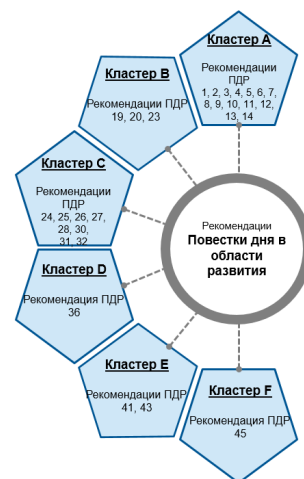 Кластер A
Рекомендации
ПДР
1, 2, 3, 4, 5, 6, 7,
8, 9, 10, 11, 12,
13, 14
Кластер B
Рекомендации ПДР
19, 20, 23
Кластер C
Рекомендации
ПДР
24, 25, 26, 27,
28, 30,
31, 32
Рекомендации
Повестки дня в
области
развития
Кластер D
Рекомендация ПДР
36
Кластер E
Рекомендации ПДР
41, 43
Кластер F
Рекомендация ПДР
45